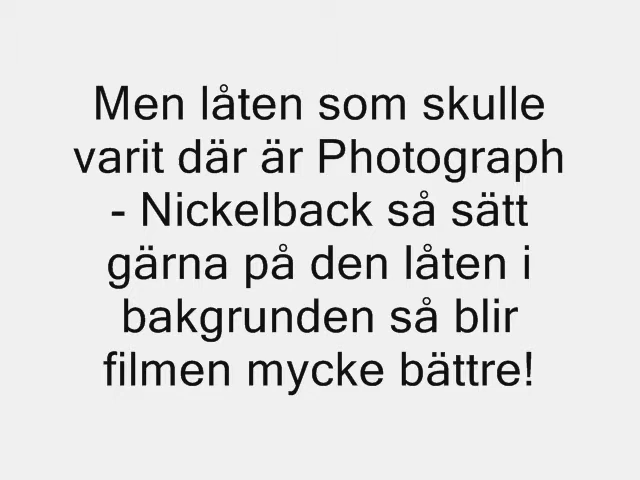 Men låten som skulle
varit där är Photograph
- Nickelback så sätt
gärna på den låten i
bakgrunden så blir
filmen mycke bättre!